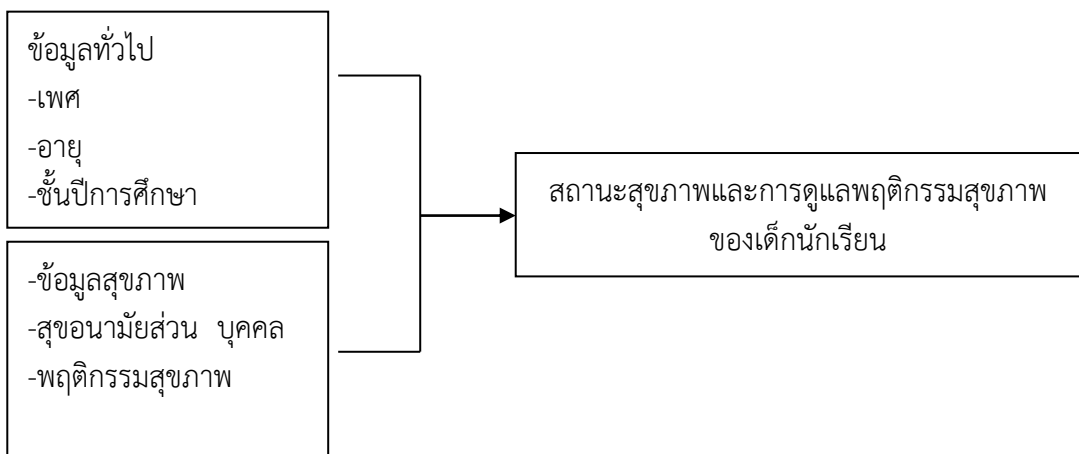 ข้อมูลทั่วไป
-เพศ
-อายุ
-ชั้นปีการศึกษา
-ข้อมูลสุขภาพ
-สุขอนามัยส่วน บุคคล
-พฤติกรรมสุขภาพ
สถานะสุขภาพและการดูแลพฤติกรรมสุขภาพ
ของเด็กนักเรียน